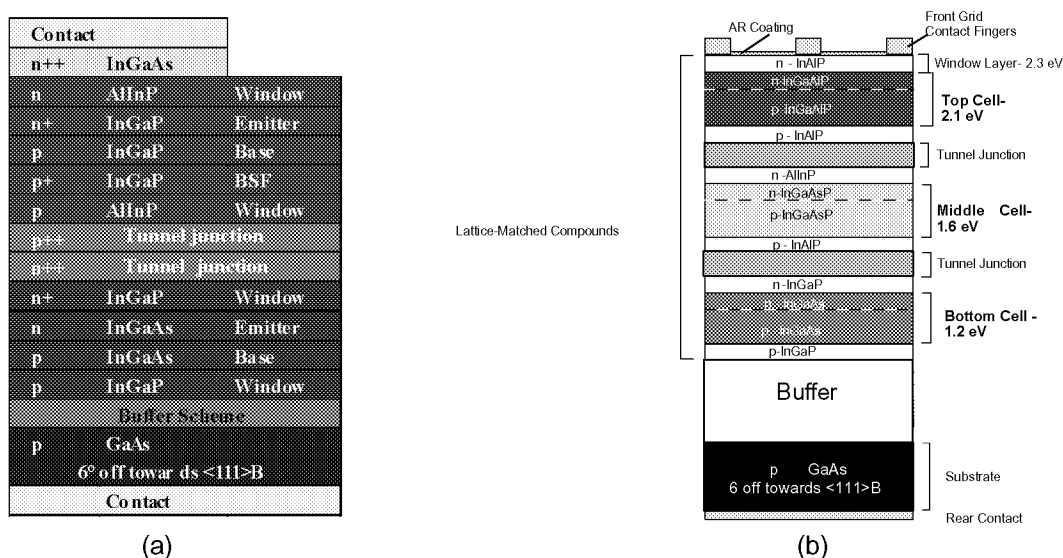 Contact
n++ InGaAs
n AlInP Window
n+ InGaP Emitter
p InGaP Base
p+ InGaP BSF
p AlInP Window
p++ Tunnel junction
n++ Tunnel junction
n+ InGaP Window
n InGaAs Emitter
p InGaAs Base
p InGaP Window
Buffer Scheme
p GaAs
6° off towar ds <111>B
Contact
(a)
AR Coating
Front Grid
Contact Fingers
n - InAlP
Window Layer- 2.3 eV
n-InGaAlP
p-InGaAlP
Top Cell-
2.1 eV
p - InAlP
Tunnel Junction
n -AlInP
n-InGaAsP
p-InGaAsP
Middle Cell-
1.6 eV
Lattice-Matched Compounds
p - InAlP
Tunnel Junction
n-InGaP
p- InGaAs
p- InGaAs
Bottom Cell -
1.2 eV
p-InGaP
Buffer
p GaAs
6 off towards <111>B
Substrate
Rear Contact
(b)